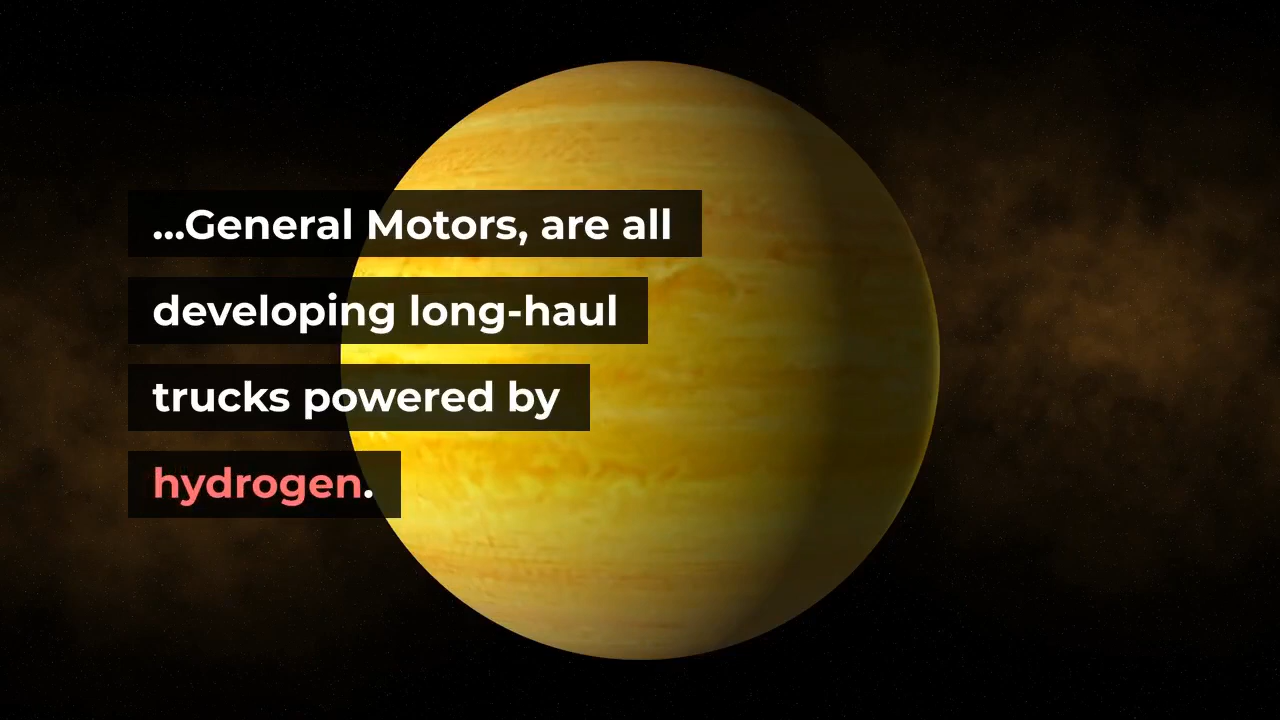 ...General Motors, are all
developing long-haul
trucks powered by
hydrogen.